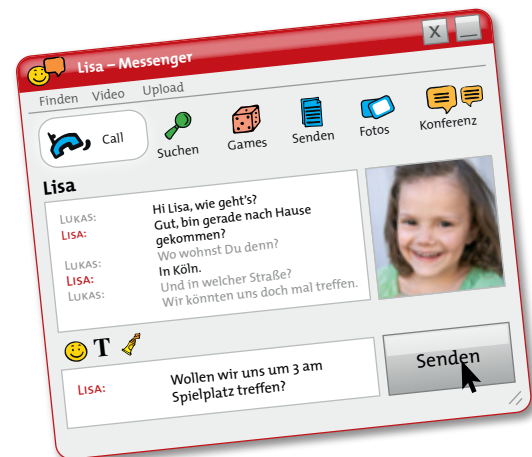 Lisa – Messenger
X _
Finden Video Upload
Call
Suchen
Games
Senden
Fotos
Konferenz
Lisa
Lukas: Hi Lisa, wie geht's?
Lisa: Gut, bin gerade nach Hause
gekommen?
Lukas: Wo wohnst Du denn?
Lisa: In Köln.
Lukas: Und in welcher Straße?
Wir könnten uns doch mal treffen.
T
Lisa: Wollen wir uns um 3 am
Spielplatz treffen?
Senden